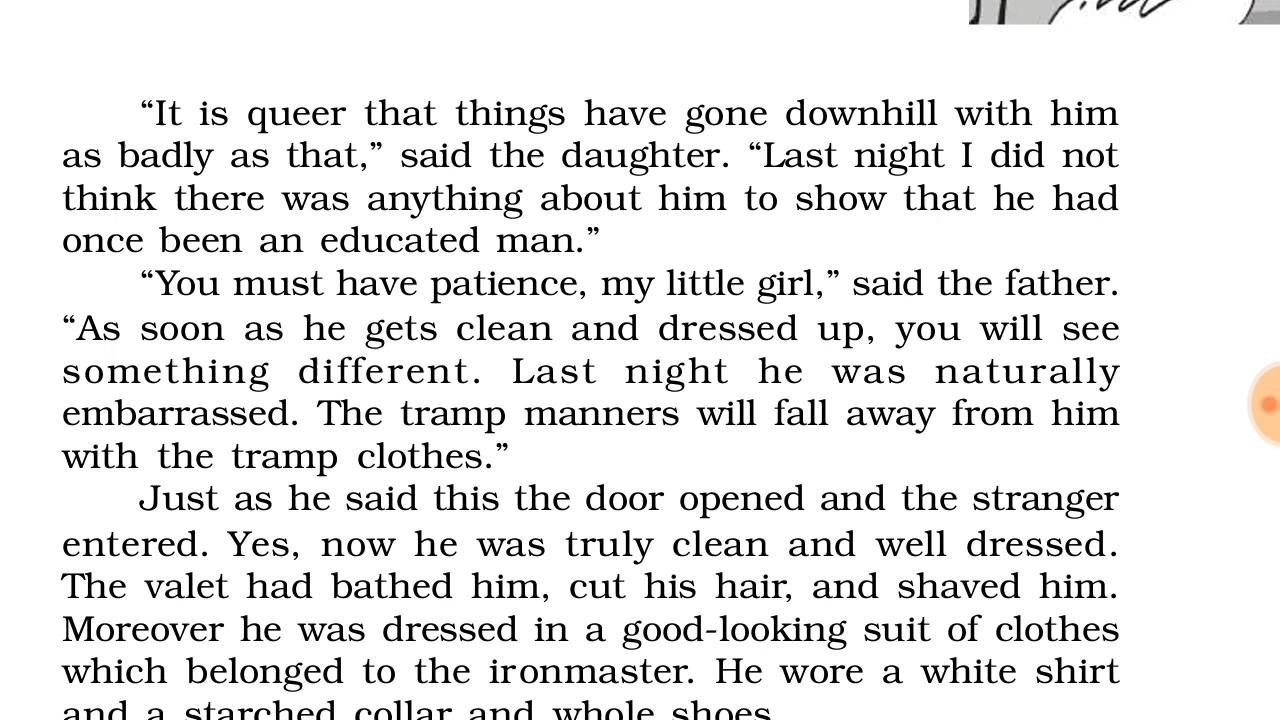 “It is queer that things have gone downhill with him
as badly as that,” said the daughter. “Last night I did not
think there was anything about him to show that he had
once been an educated man.”
“You must have patience, my little girl,” said the father.
“As soon as he gets clean and dressed up, you will see
something different. Last night he was naturally
embarrassed. The tramp manners will fall away from him
with the tramp clothes.”
Just as he said this the door opened and the stranger
entered. Yes, now he was truly clean and well dressed.
The valet had bathed him, cut his hair, and shaved him.
Moreover he was dressed in a good-looking suit of clothes
which belonged to the ironmaster. He wore a white shirt
and a starched collar and whole shoes.